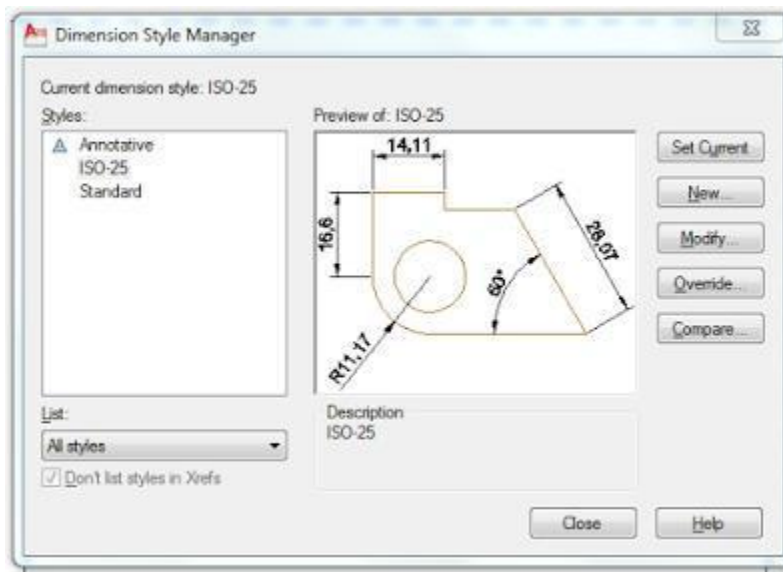 Dimension Style Manager
Current dimension style: ISO-25
Styles:
Annotative
ISO-25
Standard
Preview of: ISO-25
14,11
16,6
28,07
60°
R11,17
Set Current
New...
Modify...
Override...
Compare...
List:
All styles
Don't list styles in Xrefs
Description
ISO-25
Close
Help